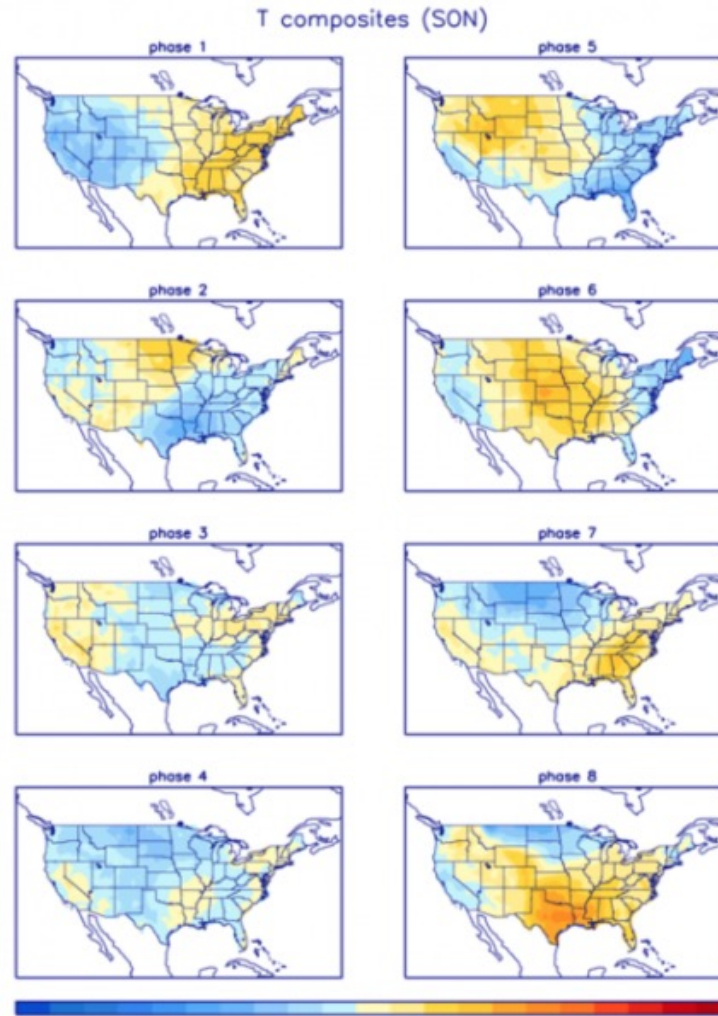 T composites (SON)
phase 1
phase 5
phase 2
phase 6
phase 3
phase 7
phase 4
phase 8